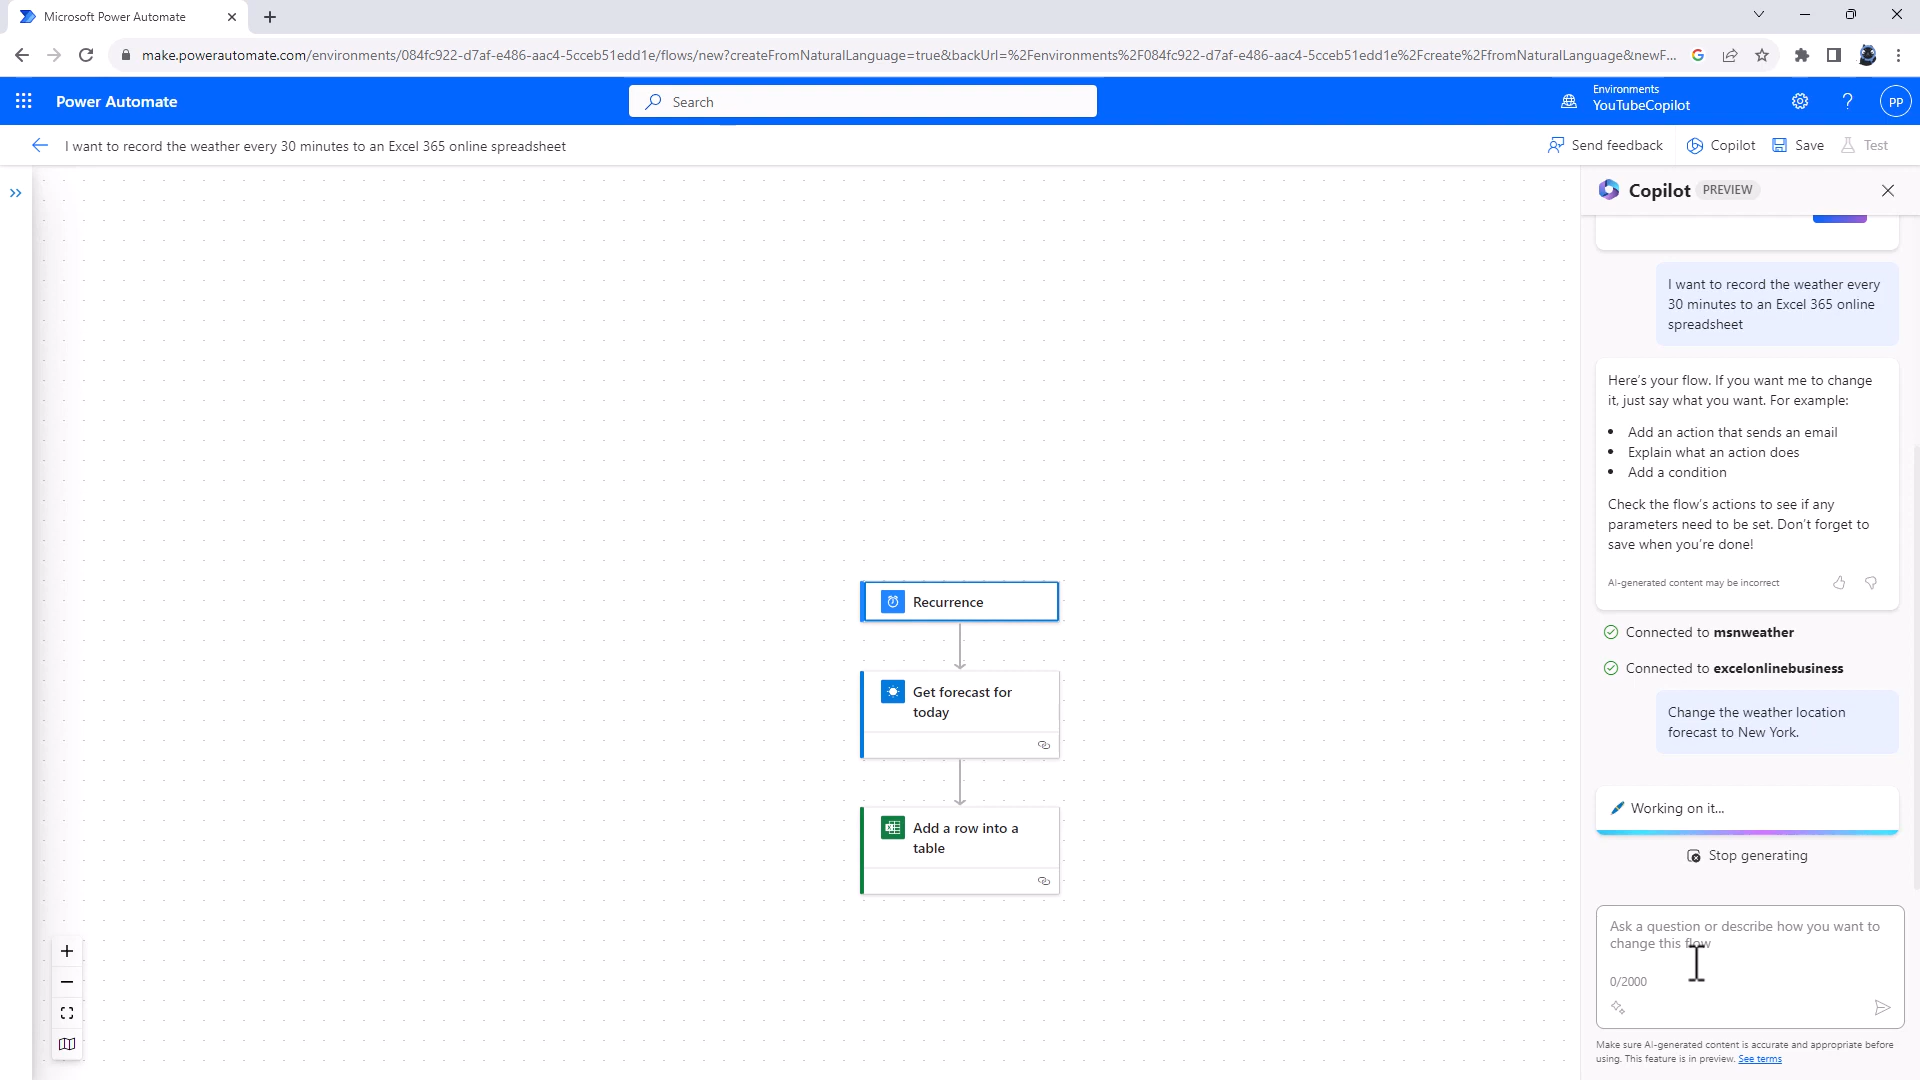 Microsoft Power Automate
make.powerautomate.com/environments/084fc922-d7af-e486-aac4-5cceb51edd1e/flows/new?createFromNaturalLanguage=true&backUrl=%2Fenvironments%2F084fc922-d7af-e486-aac4-5cceb51edd1e%2Fcreate%2FfromNaturalLanguage&newF...
Power Automate
Search
Environments
YouTubeCopilot
?
PP
I want to record the weather every 30 minutes to an Excel 365 online spreadsheet
Send feedback
Copilot
Save
Test
Copilot PREVIEW
I want to record the weather every
30 minutes to an Excel 365 online
spreadsheet
Here's your flow. If you want me to change
it, just say what you want. For example:
• Add an action that sends an email
• Explain what an action does
• Add a condition
Check the flow's actions to see if any
parameters need to be set. Don't forget to
save when you're done!
AI-generated content may be incorrect
Connected to msnweather
Connected to excelonlinebusiness
Change the weather location
forecast to New York.
Working on it...
Stop generating
Ask a question or describe how you want to
change this flow
0/2000
Make sure AI-generated content is accurate and appropriate before
using. This feature is in preview. See terms
Recurrence
Get forecast for
today
Add a row into a
table